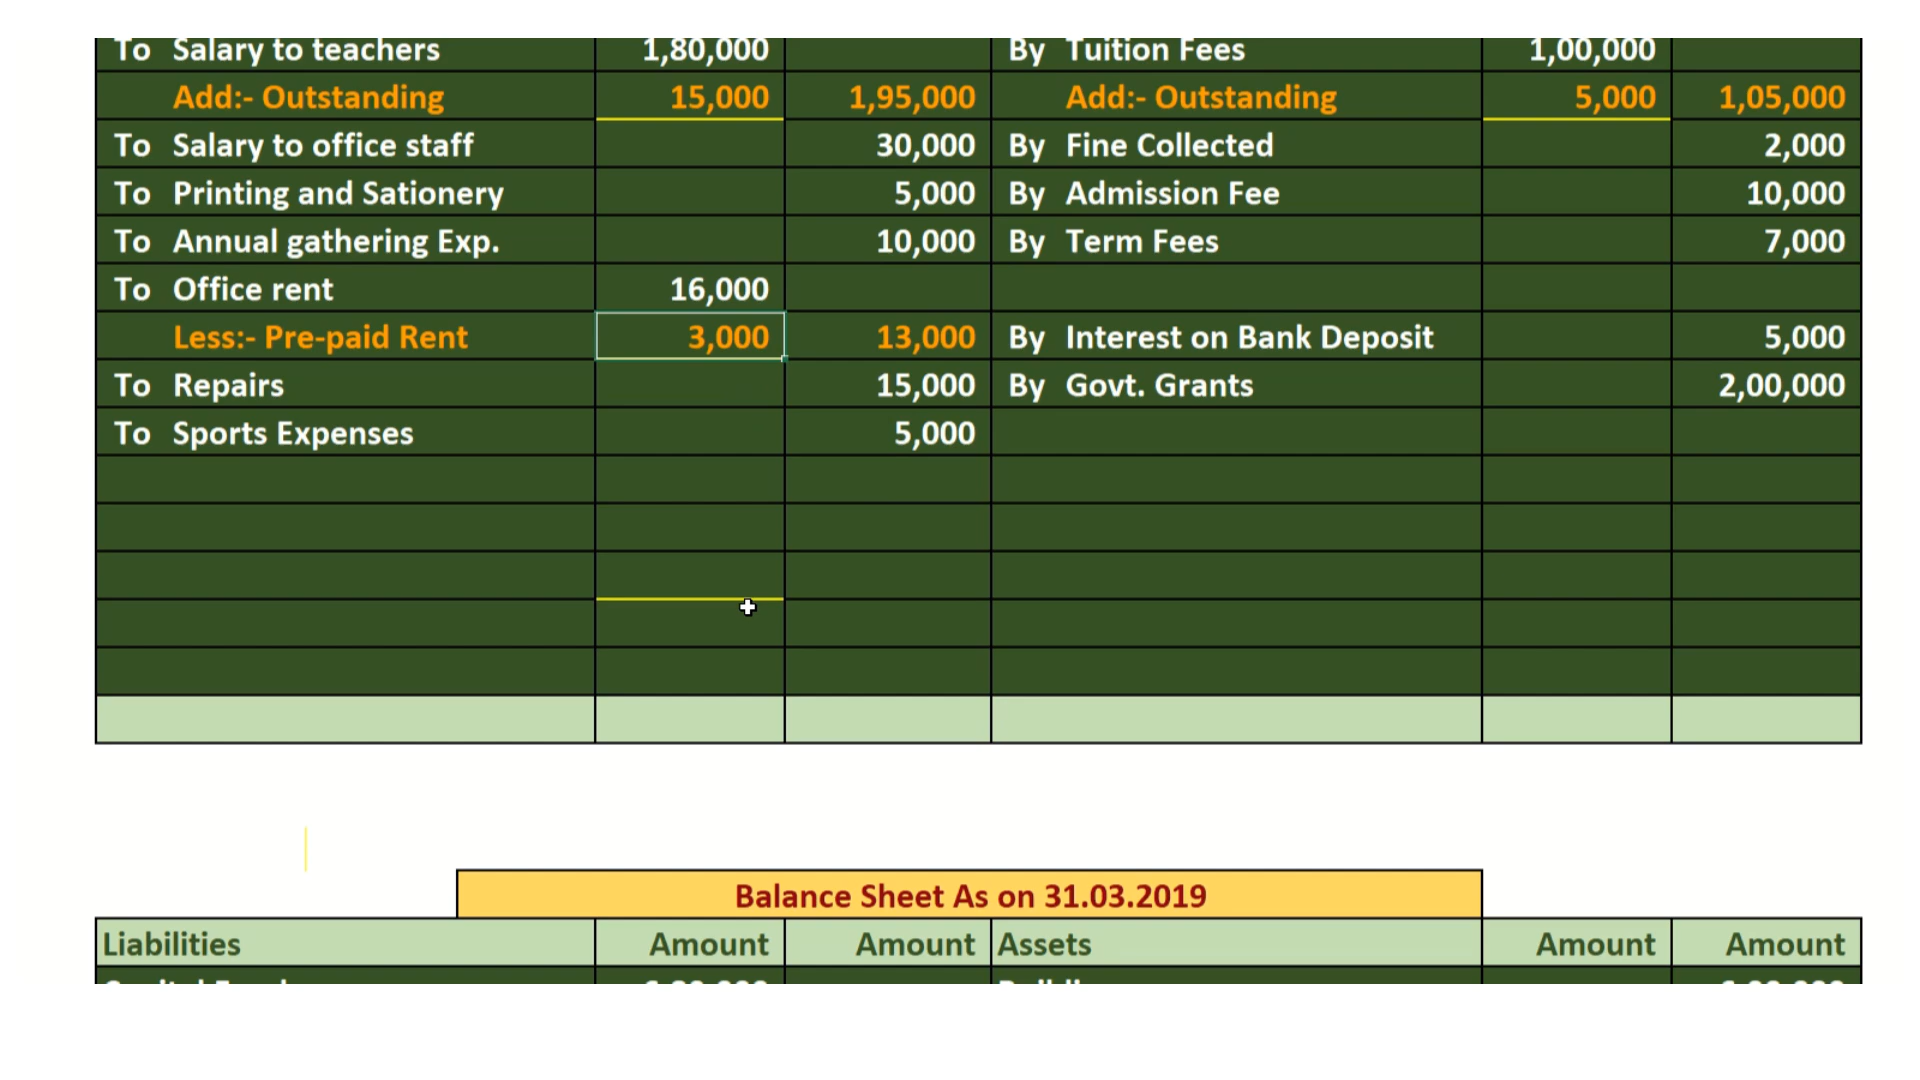 To Salary to teachers 1,80,000 By Tuition Fees 1,00,000
Add:- Outstanding 15,000 1,95,000 Add:- Outstanding 5,000 1,05,000
To Salary to office staff 30,000 By Fine Collected 2,000
To Printing and Sationery 5,000 By Admission Fee 10,000
To Annual gathering Exp. 10,000 By Term Fees 7,000
To Office rent 16,000
Less:- Pre-paid Rent 3,000 13,000 By Interest on Bank Deposit 5,000
To Repairs 15,000 By Govt. Grants 2,00,000
To Sports Expenses 5,000
Balance Sheet As on 31.03.2019
Liabilities Amount Amount Assets Amount Amount